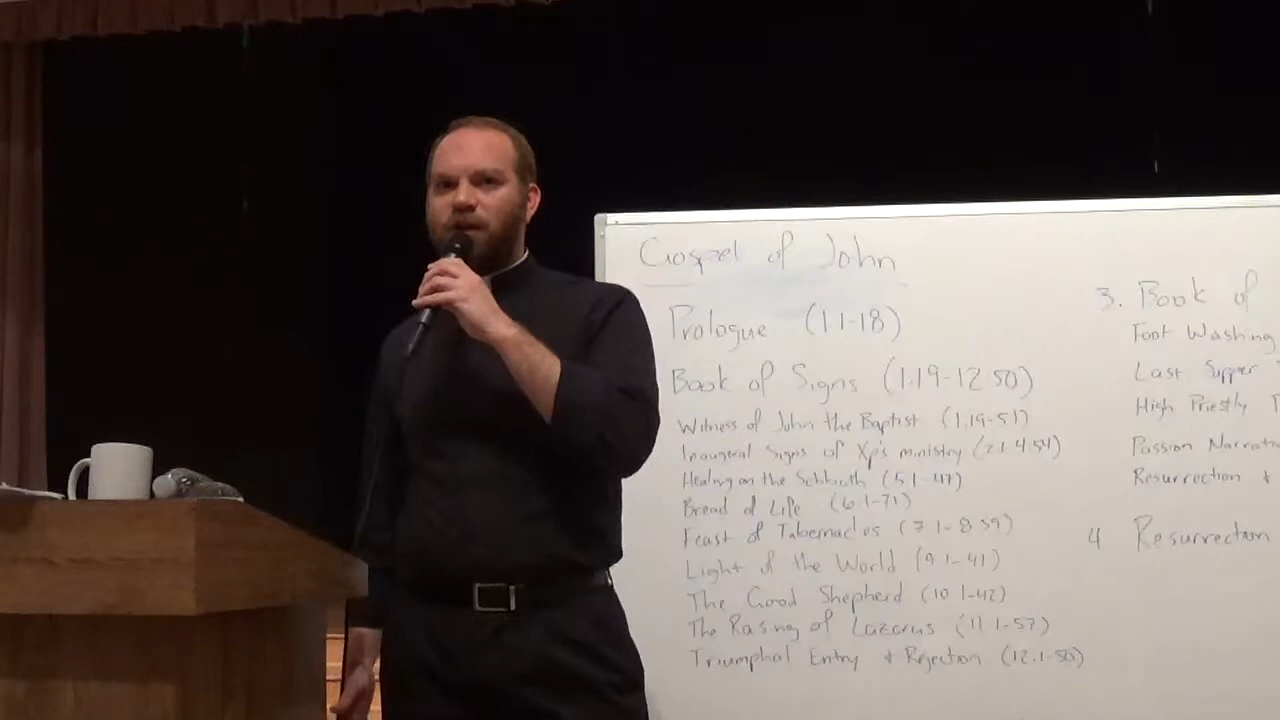 Gospel of John
Prologue (1.1-18)
Book of Signs (1.19-12.50)
Witness of John the Baptist (1.19-51)
Inaugural Signs of Xp's ministry (2.1-4.54)
Healing on the Sabbath (5.1-47)
Bread of Life (6.1-71)
Feast of Tabernacles (7.1-8.59)
Light of the World (9.1-41)
The Good Shepherd (10.1-42)
The Rasing of Lazarus (11.1-57)
Triumphal Entry + Rejection (12.1-50)
3. Book of
Foot Washing
Last Supper
High Priestly
Passion
Resurrection +
4 Resurrection